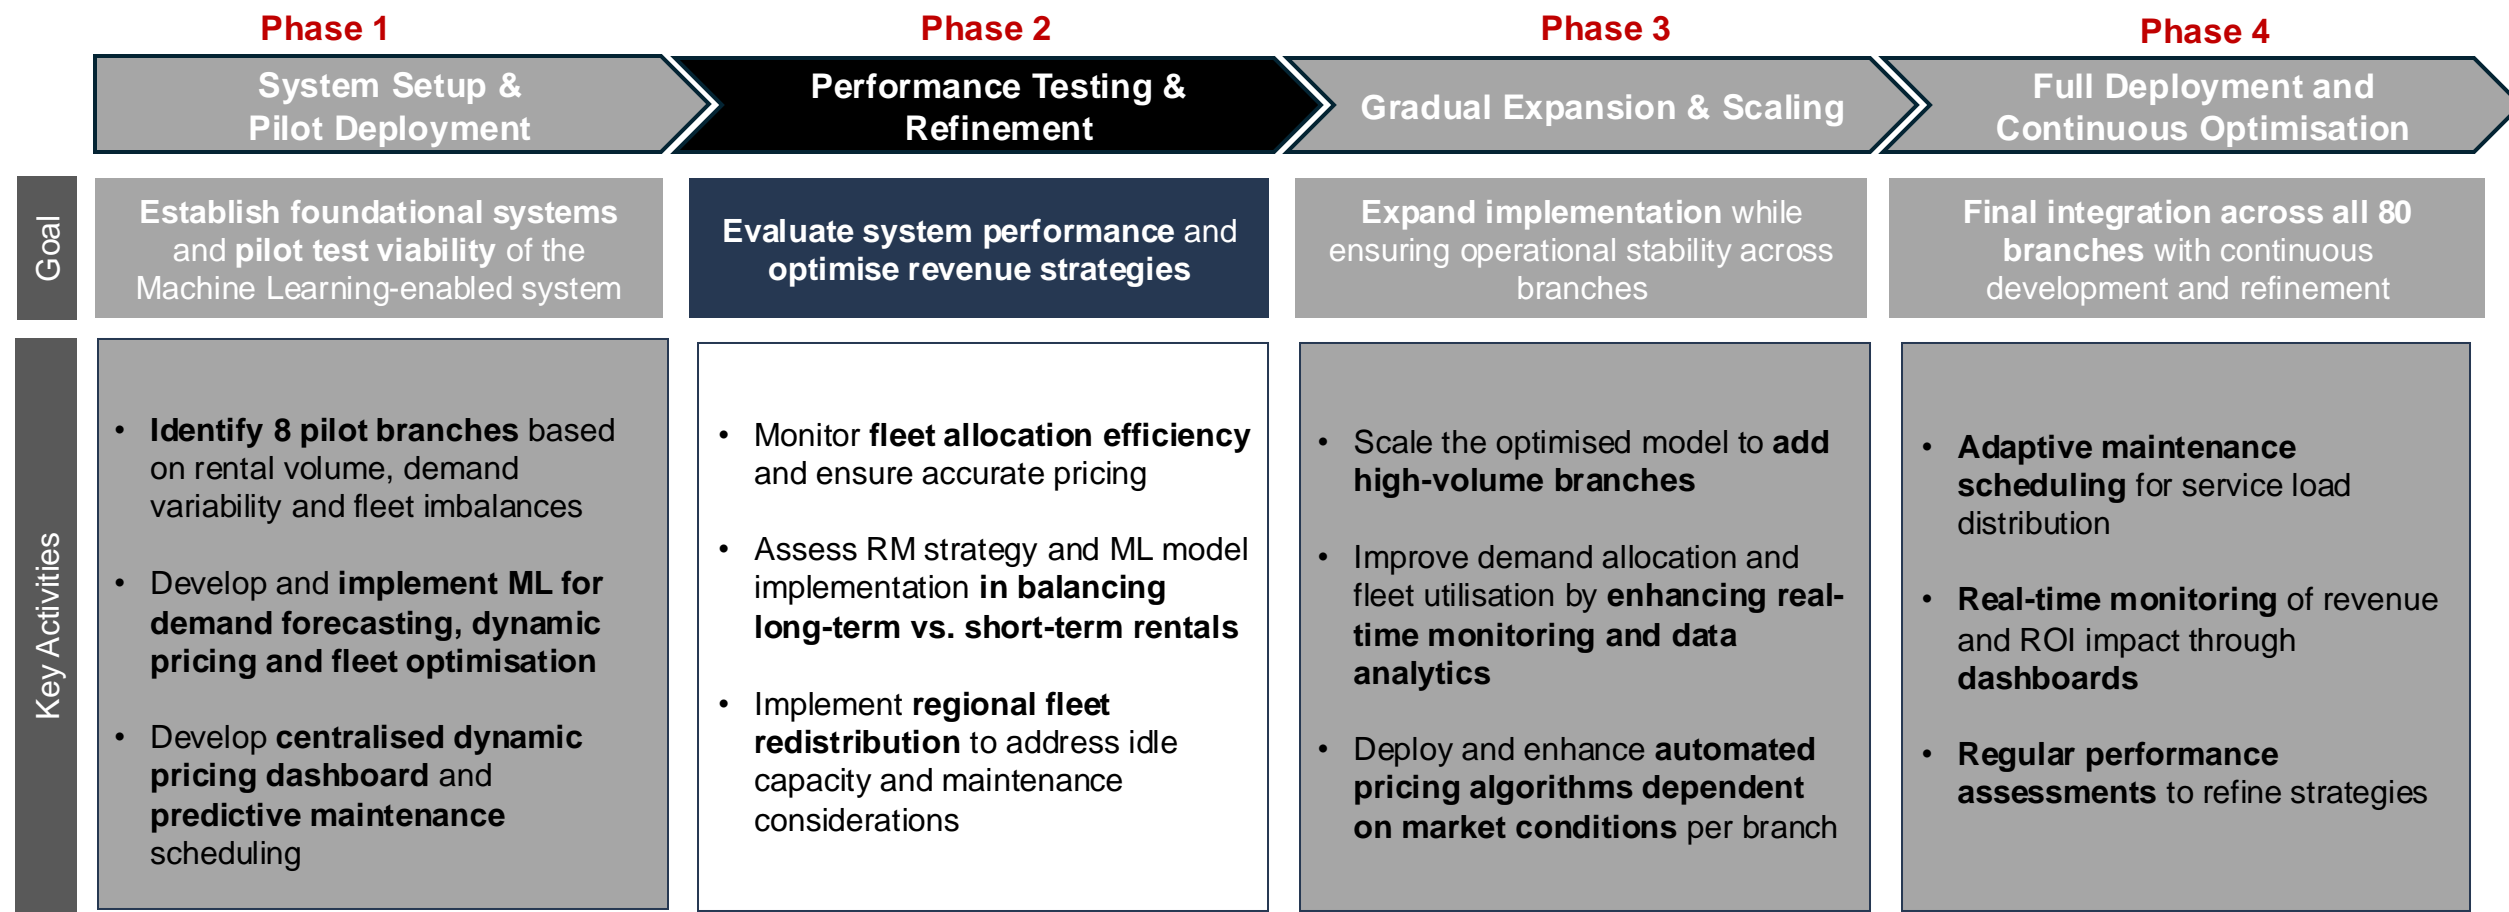 Phase 1
Phase 2
Phase 3
Phase 4
System Setup &
Pilot Deployment
Performance Testing &
Refinement
Gradual Expansion & Scaling
Full Deployment and
Continuous Optimisation
Goal
Establish foundational systems
and pilot test viability of the
Machine Learning-enabled system
Evaluate system performance and
optimise revenue strategies
Expand implementation while
ensuring operational stability across
branches
Final integration across all 80
branches with continuous
development and refinement
Key Activities
• Identify 8 pilot branches based
on rental volume, demand
variability and fleet imbalances
• Develop and implement ML for
demand forecasting, dynamic
pricing and fleet optimisation
• Develop centralised dynamic
pricing dashboard and
predictive maintenance
scheduling
• Monitor fleet allocation efficiency
and ensure accurate pricing
• Assess RM strategy and ML model
implementation in balancing
long-term vs. short-term rentals
• Implement regional fleet
redistribution to address idle
capacity and maintenance
considerations
• Scale the optimised model to add
high-volume branches
• Improve demand allocation and
fleet utilisation by enhancing real-
time monitoring and data
analytics
• Deploy and enhance automated
pricing algorithms dependent
on market conditions per branch
• Adaptive maintenance
scheduling for service load
distribution
• Real-time monitoring of revenue
and ROI impact through
dashboards
• Regular performance
assessments to refine strategies